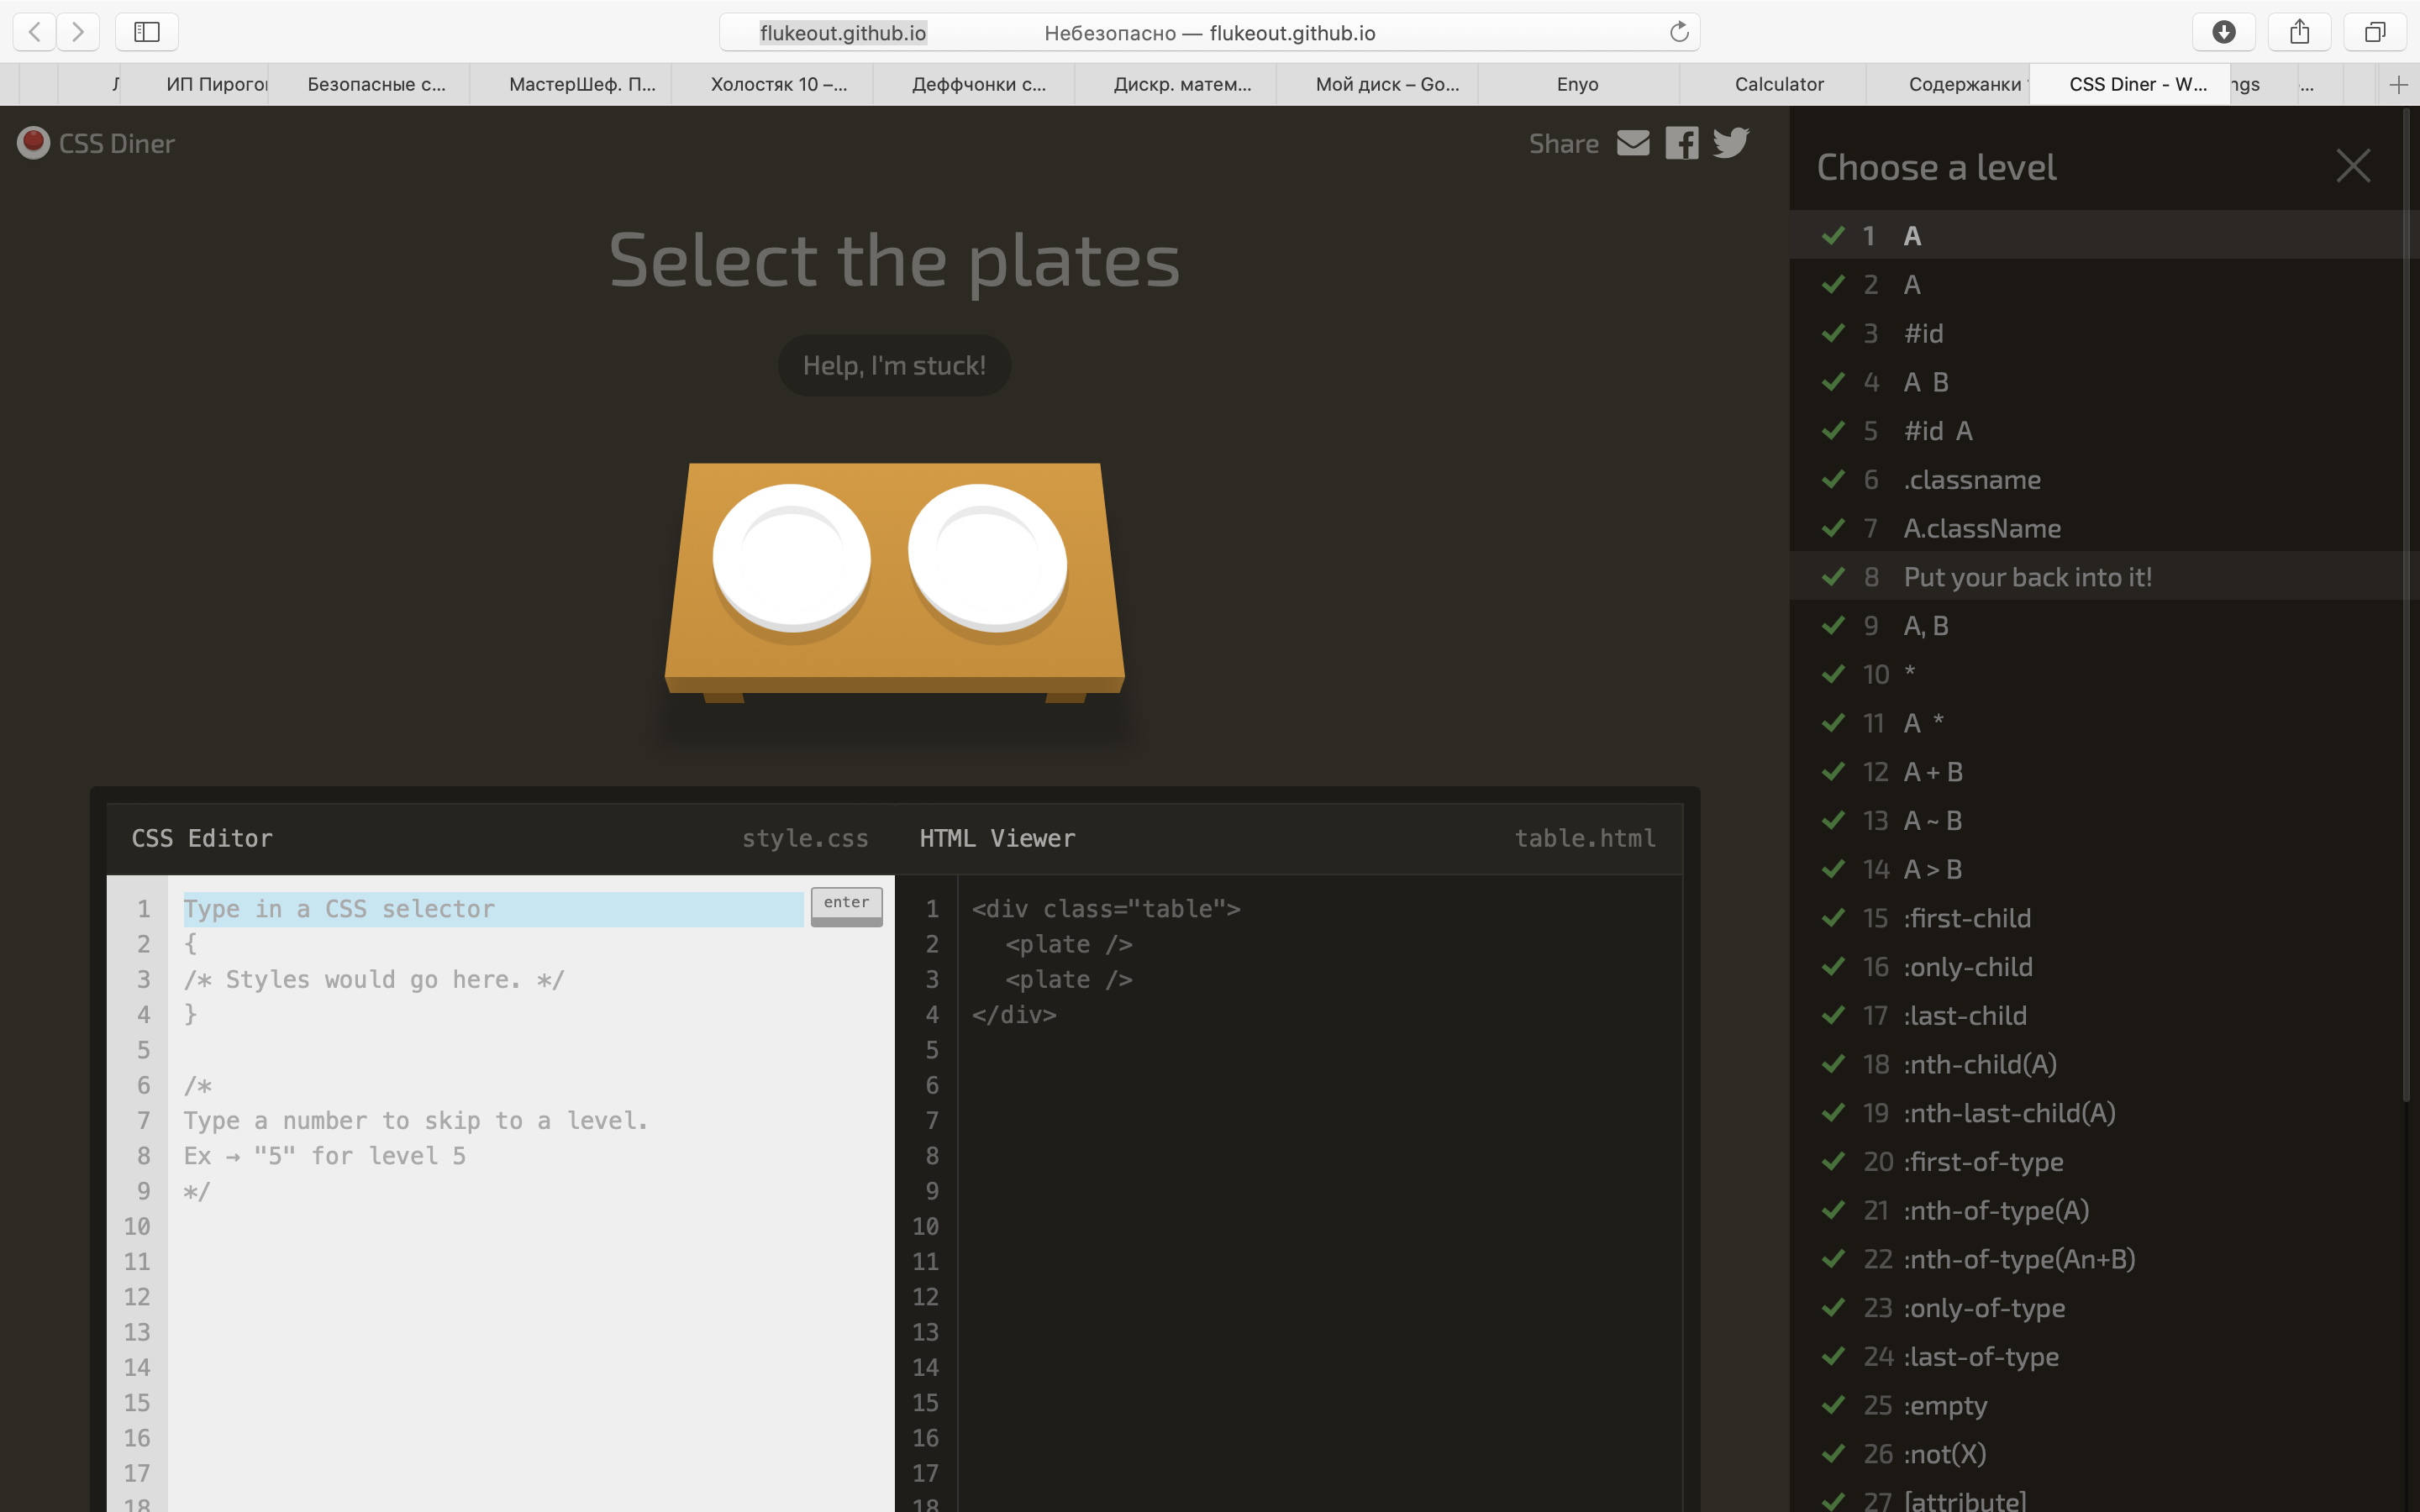 flukeout.github.io
Небезопасно — flukeout.github.io
ИП Пирого
Безопасные с...
МастерШеф. П...
Холостяк 10 –...
Деффчонки с...
Дискр. матем...
Мой диск – Go...
Enyo
Calculator
Содержанки
CSS Diner - W...
ngs
CSS Diner
Share
Choose a level
Select the plates
Help, I'm stuck!
1 A
2 A
3 #id
4 A B
5 #id A
6 .classname
7 A.className
8 Put your back into it!
9 A, B
10 *
11 A *
12 A + B
13 A ~ B
14 A > B
15 :first-child
16 :only-child
17 :last-child
18 :nth-child(A)
19 :nth-last-child(A)
20 :first-of-type
21 :nth-of-type(A)
22 :nth-of-type(An+B)
23 :only-of-type
24 :last-of-type
25 :empty
26 :not(X)
27 [attribute]
CSS Editor
style.css
1 Type in a CSS selector
enter
2 {
3 /* Styles would go here. */
4 }
5
6 /*
7 Type a number to skip to a level.
8 Ex → "5" for level 5
9 */
10
11
12
13
14
15
16
17
18
HTML Viewer
table.html
1 <div class="table">
2 <plate />
3 <plate />
4 </div>
5
6
7
8
9
10
11
12
13
14
15
16
17
18